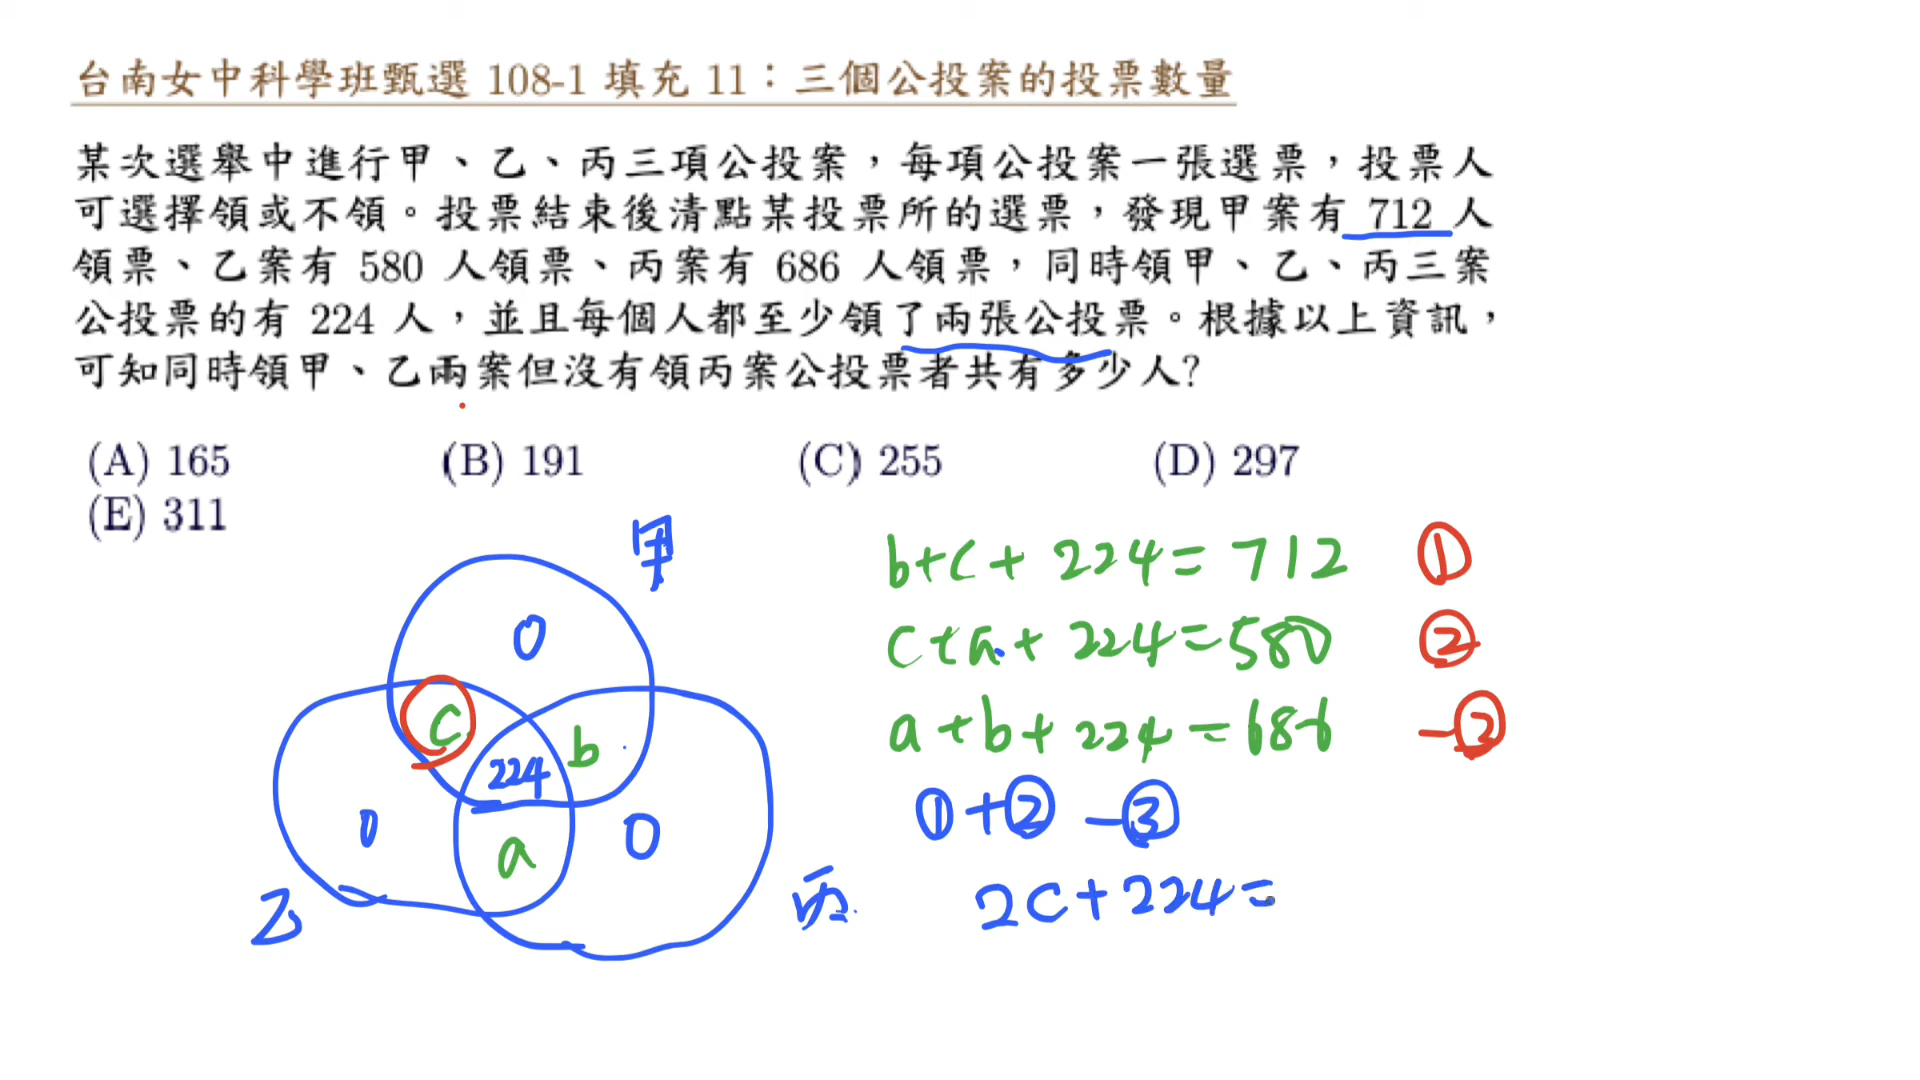 台南女中科學班甄選 108-1 填充 11：三個公投案的投票數量
某次選舉中進行甲、乙、丙三項公投案，每項公投案一張選票，投票人
可選擇領或不領。投票結束後清點某投票所的選票，發現甲案有 712 人
領票、乙案有 580 人領票、丙案有 686 人領票，同時領甲、乙、丙三案
公投票的有 224 人，並且每個人都至少領了兩張公投票。根據以上資訊，
可知同時領甲、乙兩案但沒有領丙案公投票者共有多少人?
(A) 165 (B) 191 (C) 255 (D) 297
(E) 311
甲
0
c
b
224
0
0
a
乙
丙
b+c+224=712 ①
c+a+224=580 ②
a+b+224=686 -③
①+②-③
2c+224=